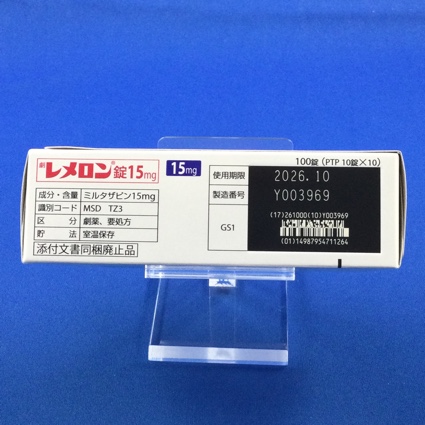 劇 レメロン®錠15mg
15mg
成分・含量 ミルタザピン15mg
識別コード MSD TZ3
区分 劇薬、要処方
貯法 室温保存
添付文書同梱廃止品
100錠 (PTP 10錠×10)
使用期限 2026.10
製造番号 Y003969
GS1
(17)261000(10)Y003969
(01)14987954711264